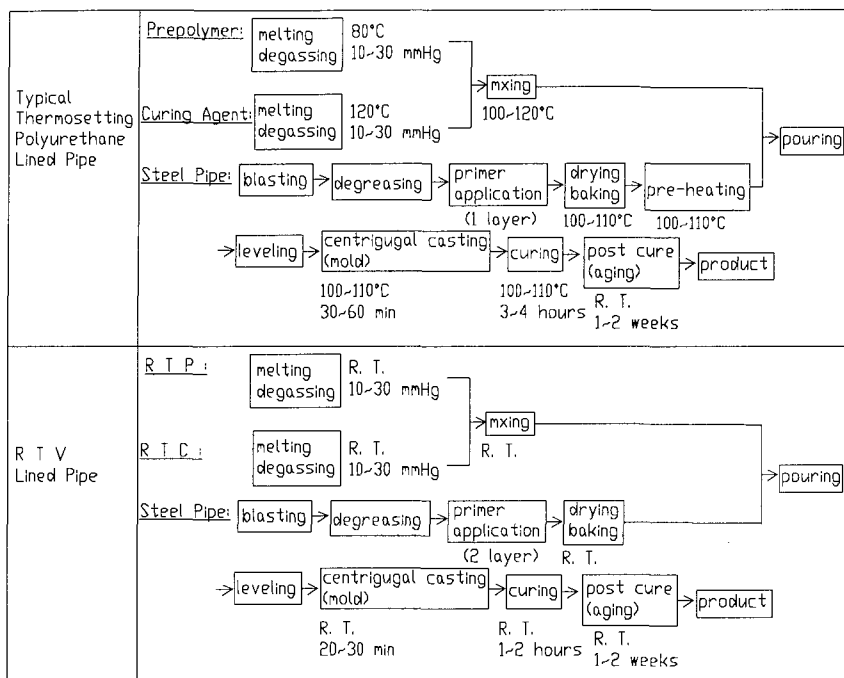 Typical
Thermosetting
Polyurethane
Lined Pipe
Prepolymer:
melting
degassing
80°C
10~30 mmHg
Curing Agent:
melting
degassing
120°C
10~30 mmHg
mxing
100~120°C
Steel Pipe:
blasting
degreasing
primer
application
(1 layer)
drying
baking
100~110°C
pre-heating
100~110°C
pouring
leveling
centrigugal casting
(mold)
100~110°C
30~60 min
curing
100~110°C
3~4 hours
post cure
(aging)
R. T.
1~2 weeks
product
R T V
Lined Pipe
R T P :
melting
degassing
R. T.
10~30 mmHg
R T C :
melting
degassing
R. T.
10~30 mmHg
mxing
R. T.
Steel Pipe:
blasting
degreasing
primer
application
(2 layer)
drying
baking
R. T.
pouring
leveling
centrigugal casting
(mold)
R. T.
20~30 min
curing
R. T.
1~2 hours
post cure
(aging)
R. T.
1~2 weeks
product